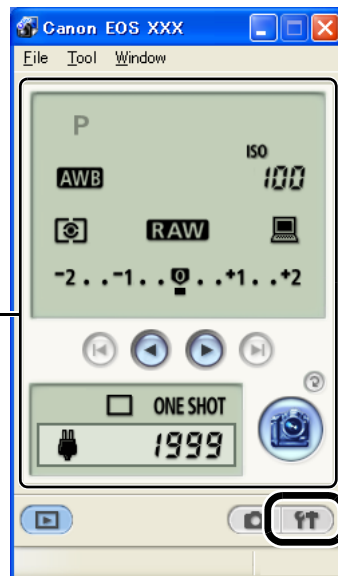 Canon EOS XXX
File Tool Window
P
ISO
AWB 100
RAW
-2..-1..0..+1..+2
ONE SHOT
1999